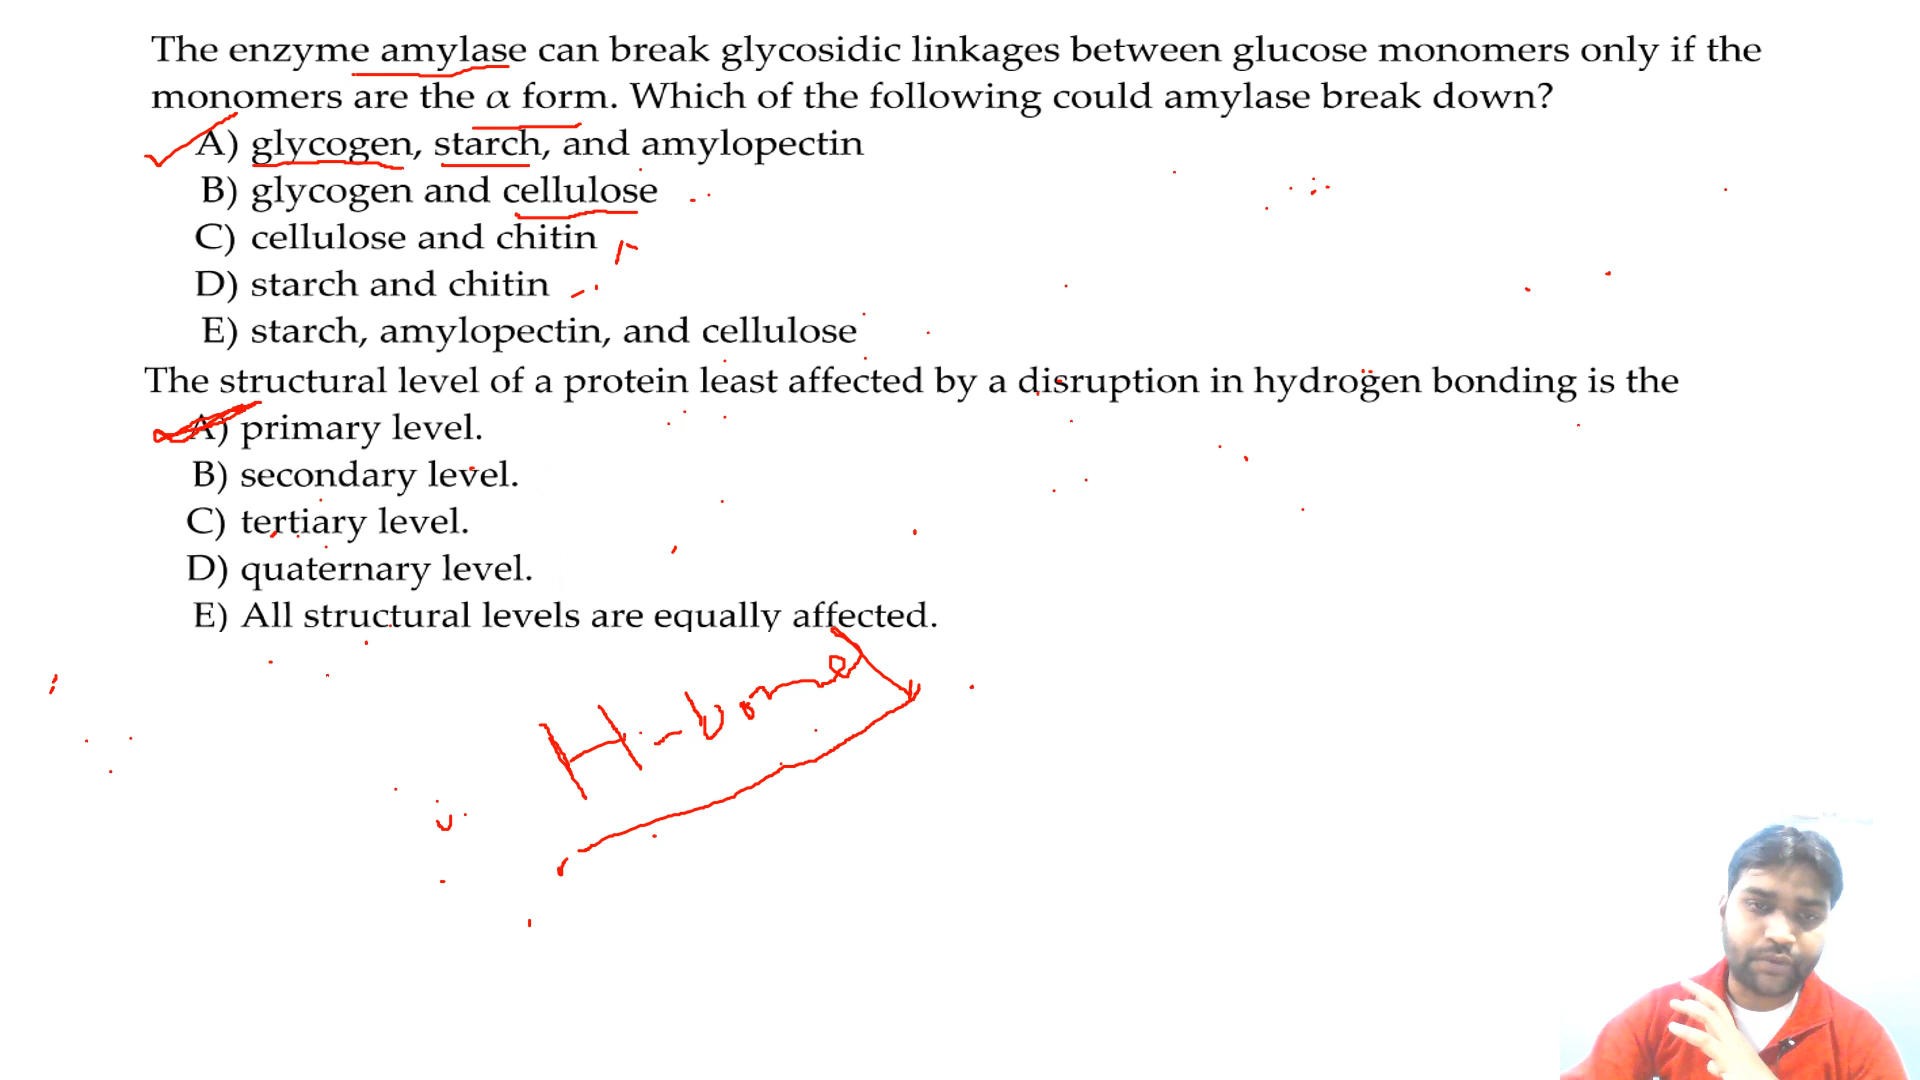 The enzyme amylase can break glycosidic linkages between glucose monomers only if the
monomers are the α form. Which of the following could amylase break down?
A) glycogen, starch, and amylopectin
B) glycogen and cellulose
C) cellulose and chitin
D) starch and chitin
E) starch, amylopectin, and cellulose
The structural level of a protein least affected by a disruption in hydrogen bonding is the
A) primary level.
B) secondary level.
C) tertiary level.
D) quaternary level.
E) All structural levels are equally affected.
H-bond